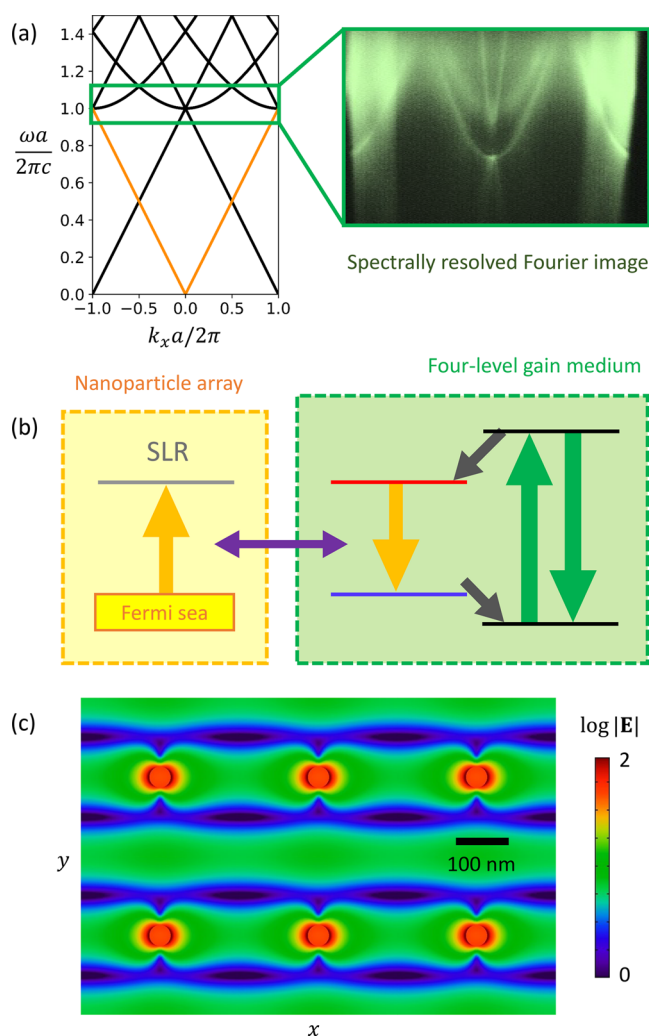 (a)
1.4
1.2
1.0
0.8
0.6
0.4
0.2
0.0
ωa
2πc
−1.0 −0.5 0.0 0.5 1.0
kₓa/2π
Spectrally resolved Fourier image
Nanoparticle array
Four-level gain medium
(b)
SLR
Fermi sea
(c)
log |E|
2
0
100 nm
y
x